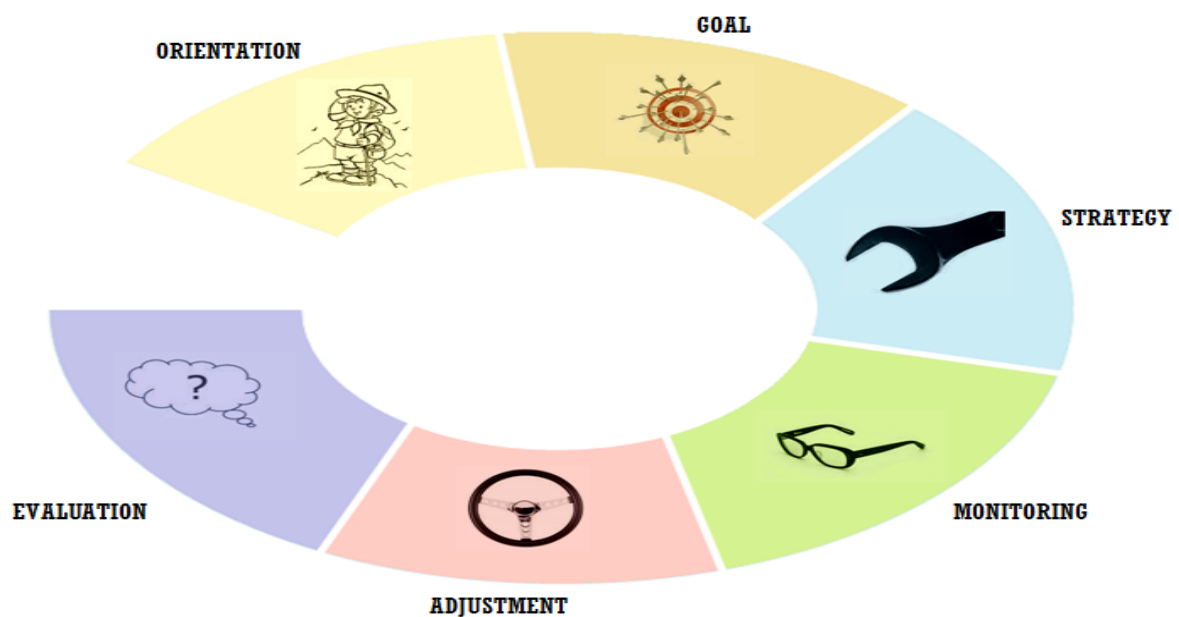 ORIENTATION
GOAL
STRATEGY
MONITORING
ADJUSTMENT
EVALUATION
?